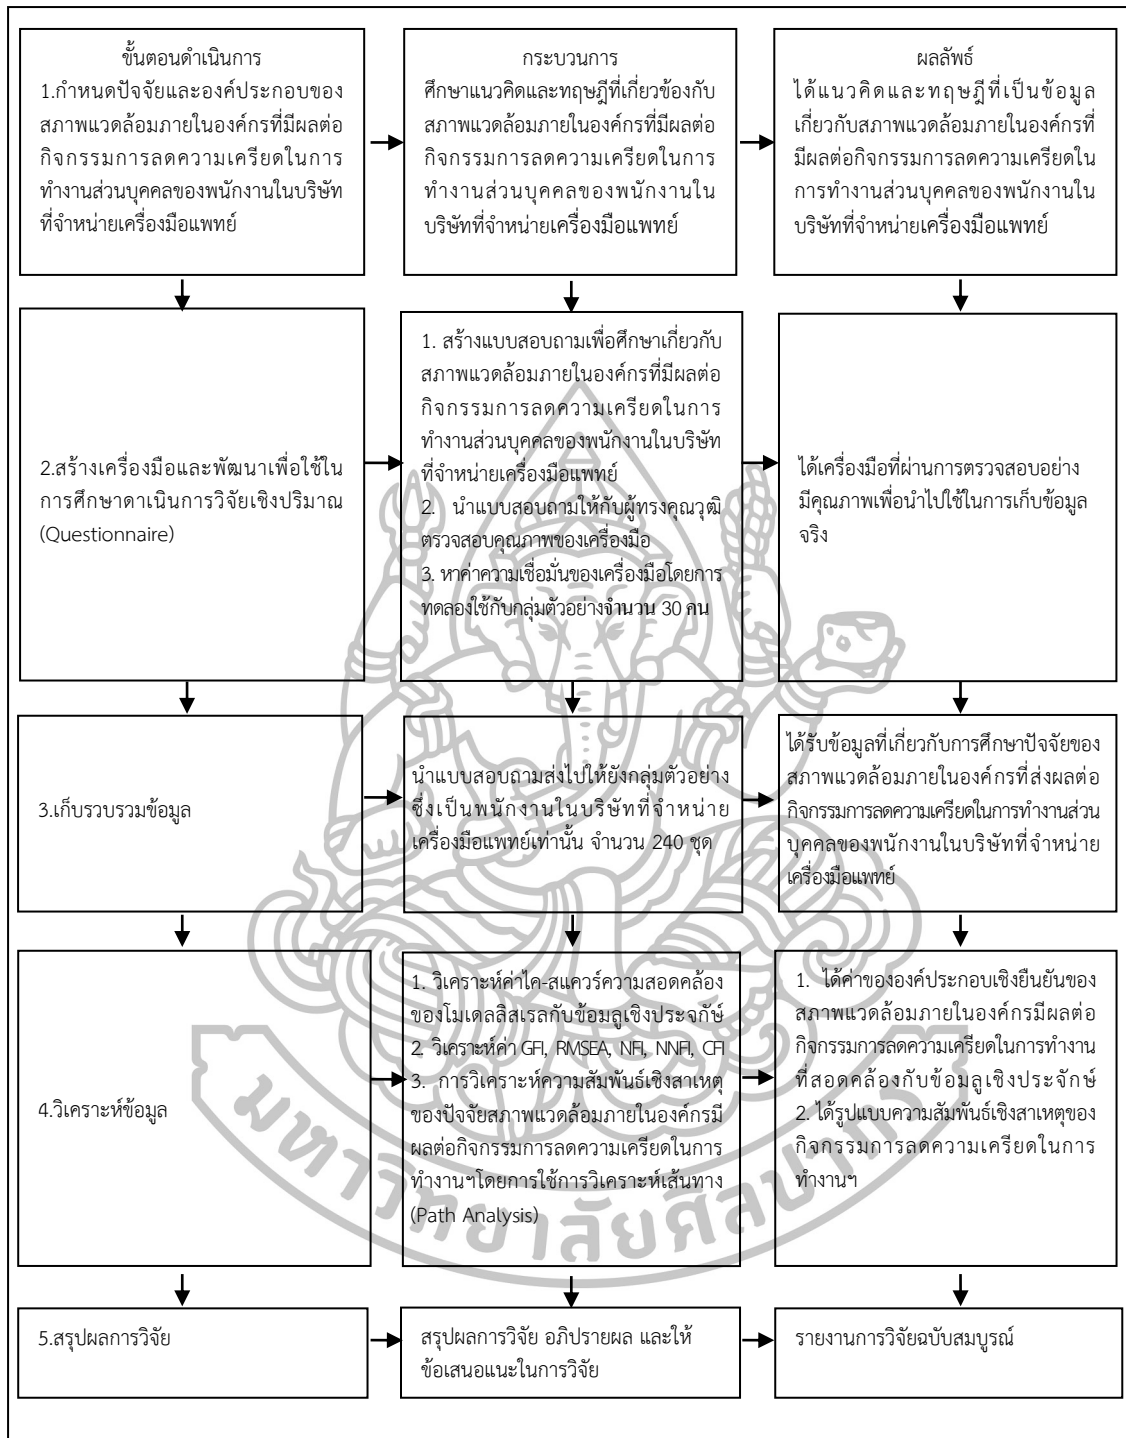 ขั้นตอนดำเนินการ
1.กำหนดปัจจัยและองค์ประกอบของ
สภาพแวดล้อมภายในองค์กรที่มีผลต่อ
กิจกรรมการลดความเครียดในการ
ทำงานส่วนบุคคลของพนักงานในบริษัท
ที่จำหน่ายเครื่องมือแพทย์
กระบวนการ
ศึกษาแนวคิดและทฤษฎีที่เกี่ยวข้องกับ
สภาพแวดล้อมภายในองค์กรที่มีผลต่อ
กิจกรรมการลดความเครียดในการ
ทำงานส่วนบุคคลของพนักงานใน
บริษัทที่จำหน่ายเครื่องมือแพทย์
ผลลัพธ์
ได้แนวคิดและทฤษฎีที่เป็นข้อมูล
เกี่ยวกับสภาพแวดล้อมภายในองค์กรที่
มีผลต่อกิจกรรมการลดความเครียดใน
การทำงานส่วนบุคคลของพนักงานใน
บริษัทที่จำหน่ายเครื่องมือแพทย์
2.สร้างเครื่องมือและพัฒนาเพื่อใช้ใน
การศึกษาดาเนินการวิจัยเชิงปริมาณ
(Questionnaire)
1. สร้างแบบสอบถามเพื่อศึกษาเกี่ยวกับ
สภาพแวดล้อมภายในองค์กรที่มีผลต่อ
กิจกรรมการลดความเครียดในการ
ทำงานส่วนบุคคลของพนักงานในบริษัท
ที่จำหน่ายเครื่องมือแพทย์
2. นำแบบสอบถามให้กับผู้ทรงคุณวุฒิ
ตรวจสอบคุณภาพของเครื่องมือ
3. หาค่าความเชื่อมั่นของเครื่องมือโดยการ
ทดลองใช้กับกลุ่มตัวอย่างจำนวน 30 คน
ได้เครื่องมือที่ผ่านการตรวจสอบอย่าง
มีคุณภาพเพื่อนำไปใช้ในการเก็บข้อมูล
จริง
3.เก็บรวบรวมข้อมูล
นำแบบสอบถามส่งไปให้ยังกลุ่มตัวอย่าง
ซึ่งเป็นพนักงานในบริษัทที่จำหน่าย
เครื่องมือแพทย์เท่านั้น จำนวน 240 ชุด
ได้รับข้อมูลที่เกี่ยวกับการศึกษาปัจจัยของ
สภาพแวดล้อมภายในองค์กรที่ส่งผลต่อ
กิจกรรมการลดความเครียดในการทำงานส่วน
บุคคลของพนักงานในบริษัทที่จำหน่าย
เครื่องมือแพทย์
4.วิเคราะห์ข้อมูล
1. วิเคราะห์ค่าไค-สแควร์ความสอดคล้อง
ของโมเดลลิสเรลกับข้อมลูเชิงประจกัษ์
2. วิเคราะห์ค่า GFI, RMSEA, NFI, NNFI, CFI
3. การวิเคราะห์ความสัมพันธ์เชิงสาเหตุ
ของปัจจัยสภาพแวดล้อมภายในองค์กรมี
ผลต่อกิจกรรมการลดความเครียดในการ
ทำงานฯโดยการใช้การวิเคราะห์เส้นทาง
(Path Analysis)
1. ได้ค่าขององค์ประกอบเชิงยืนยันของ
สภาพแวดล้อมภายในองค์กรมีผลต่อ
กิจกรรมการลดความเครียดในการทำงาน
ที่สอดคล้องกับข้อมลูเชิงประจักษ์
2. ได้รูปแบบความสัมพันธ์เชิงสาเหตุของ
กิจกรรมการลดความเครียดในการ
ทำงานฯ
5.สรุปผลการวิจัย
สรุปผลการวิจัย อภิปรายผล และให้
ข้อเสนอแนะในการวิจัย
รายงานการวิจัยฉบับสมบูรณ์
มหาวิทยาลัยศิลปากร